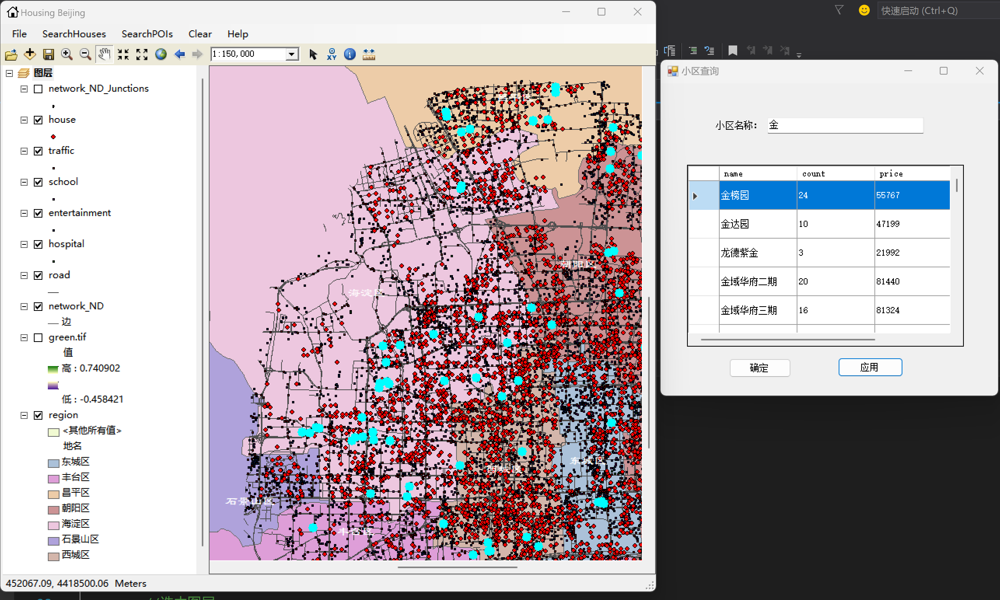 Housing Beijing
File SearchHouses SearchPOIs Clear Help
1:150,000
XY
图层
network_ND_Junctions
house
traffic
school
entertainment
hospital
road
network_ND
边
green.tif
值
高 : 0.740902
低 : -0.458421
region
<其他所有值>
地名
东城区
丰台区
昌平区
朝阳区
海淀区
石景山区
西城区
昌平区
朝阳区
海淀区
东城区
西城区
石景山区
丰台区
452067.09, 4418500.06 Meters
快速启动 (Ctrl+Q)
小区查询
小区名称： 金
name count price
金榜园 24 55767
金达园 10 47199
龙德紫金 3 21992
金域华府二期 20 81440
金域华府三期 16 81324
确定 应用